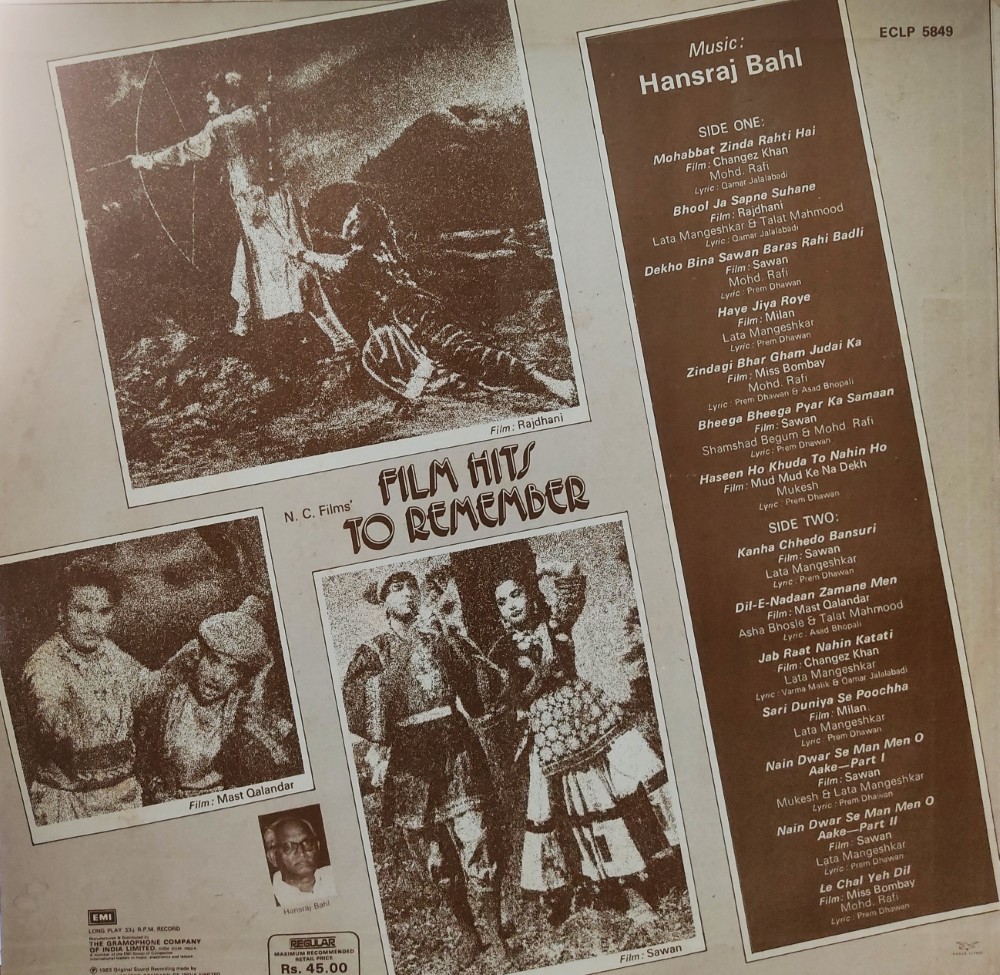 ECLP 5849
Music:
Hansraj Bahl
SIDE ONE:
Mohabbat Zinda Rahti Hai
Film: Changez Khan
Mohd. Rafi
Lyric: Qamar Jalalabadi
Bhool Ja Sapne Suhane
Film: Rajdhani
Lata Mangeshkar & Talat Mahmood
Lyric: Qamar Jalalabadi
Dekho Bina Sawan Baras Rahi Badli
Film: Sawan
Mohd. Rafi
Lyric: Prem Dhawan
Haye Jiya Roye
Film: Milan
Lata Mangeshkar
Lyric: Prem Dhawan
Zindagi Bhar Gham Judai Ka
Film: Miss Bombay
Mohd. Rafi
Lyric: Prem Dhawan & Asad Bhopali
Bheega Bheega Pyar Ka Samaan
Film: Sawan
Shamshad Begum & Mohd. Rafi
Lyric: Prem Dhawan
Haseen Ho Khuda To Nahin Ho
Film: Mud Mud Ke Na Dekh
Mukesh
Lyric: Prem Dhawan
SIDE TWO:
Kanha Chhedo Bansuri
Film: Sawan
Lata Mangeshkar
Lyric: Prem Dhawan
Dil-E-Nadaan Zamane Men
Film: Mast Qalandar
Asha Bhosle & Talat Mahmood
Lyric: Asad Bhopali
Jab Raat Nahin Katati
Film: Changez Khan
Lata Mangeshkar
Lyric: Varma Malik & Qamar Jalalabadi
Sari Duniya Se Poochha
Film: Milan
Lata Mangeshkar
Lyric: Prem Dhawan
Nain Dwar Se Man Men O
Aake—Part I
Film: Sawan
Mukesh & Lata Mangeshkar
Lyric: Prem Dhawan
Nain Dwar Se Man Men O
Aake—Part II
Film: Sawan
Lata Mangeshkar
Lyric: Prem Dhawan
Le Chal Yeh Dil
Film: Miss Bombay
Mohd. Rafi
Lyric: Prem Dhawan
Film: Rajdhani
N. C. Films'
FILM HITS
TO REMEMBER
Film: Mast Qalandar
Hansraj Bahl
Film: Sawan
EMI
LONG PLAY 33⅓ R.P.M. RECORD
Manufactured & Distributed by
THE GRAMOPHONE COMPANY
OF INDIA LIMITED
REGULAR
MAXIMUM RECOMMENDED
RETAIL PRICE
Rs. 45.00
℗ 1983 Original Sound Recording made by